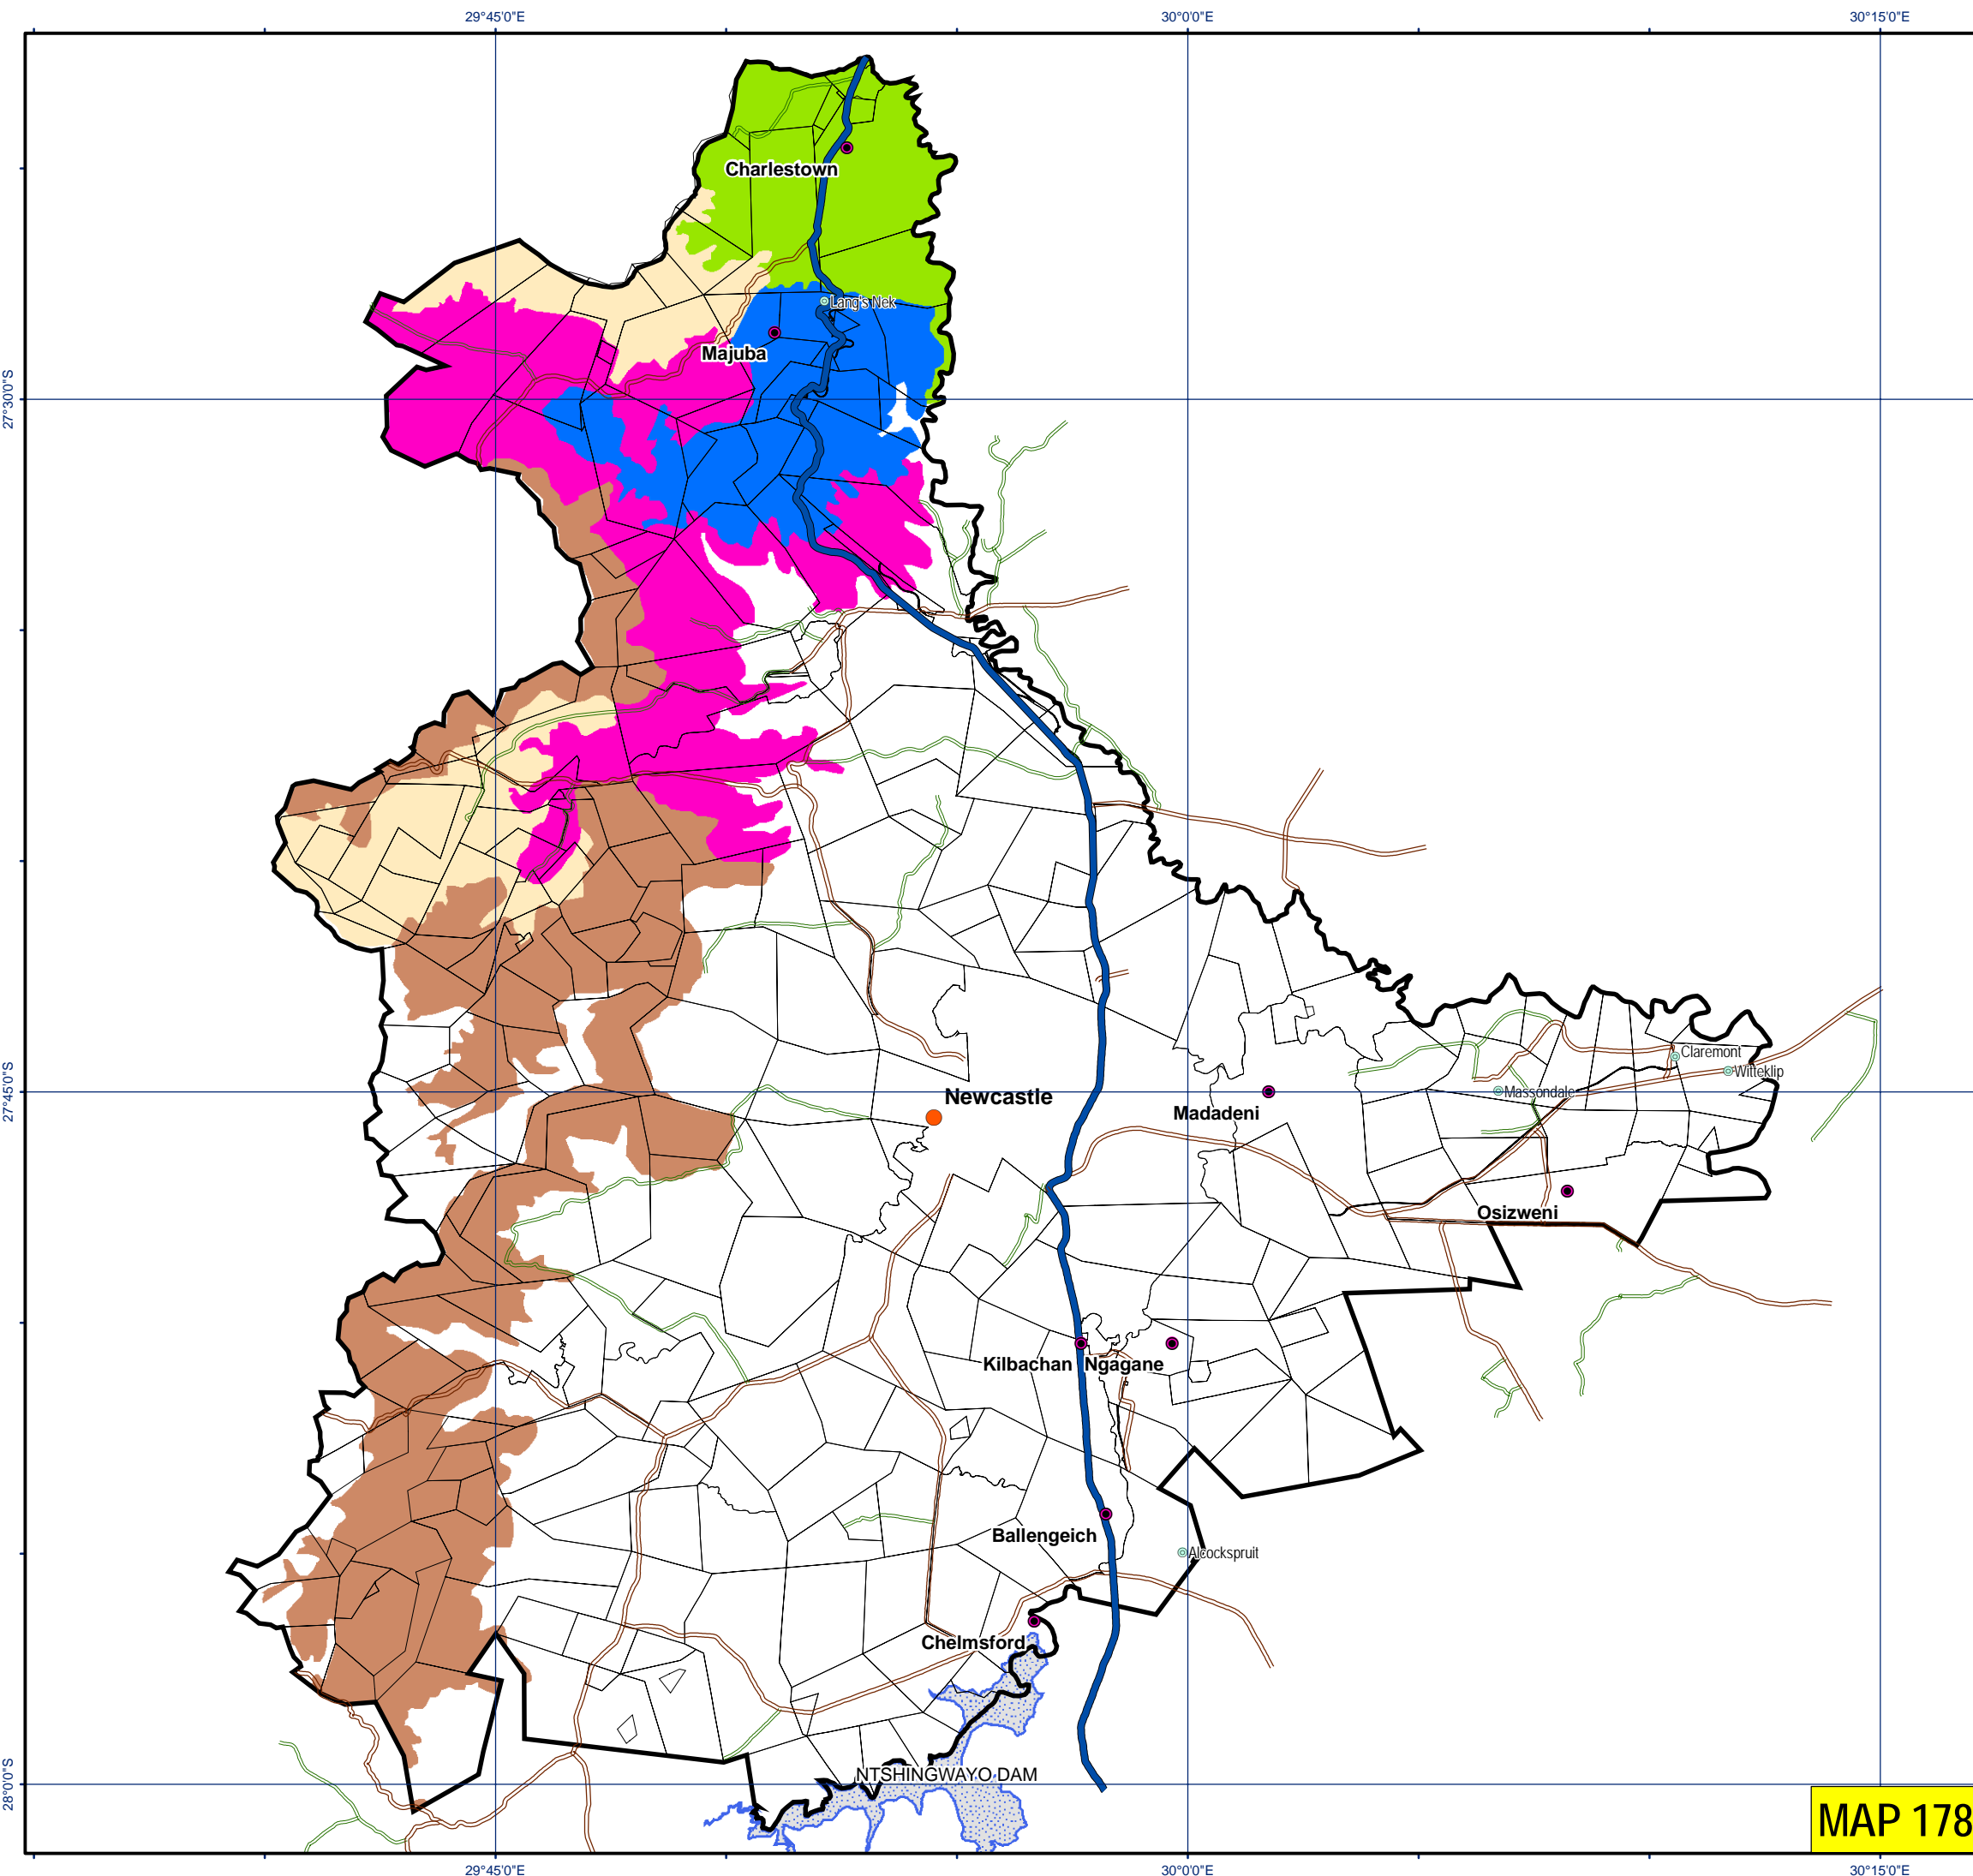 29°45'0"E
30°0'0"E
30°15'0"E
Charlestown
Lang's Nek
Majuba
27°30'0"S
Claremont
Witteklip
Massondale
27°45'0"S
Newcastle
Madadeni
Osizweni
Kilbachan
Ngagane
Ballengeich
Alcockspruit
Chelmsford
NTSHINGWAYO DAM
28°0'0"S
MAP 178
29°45'0"E
30°0'0"E
30°15'0"E